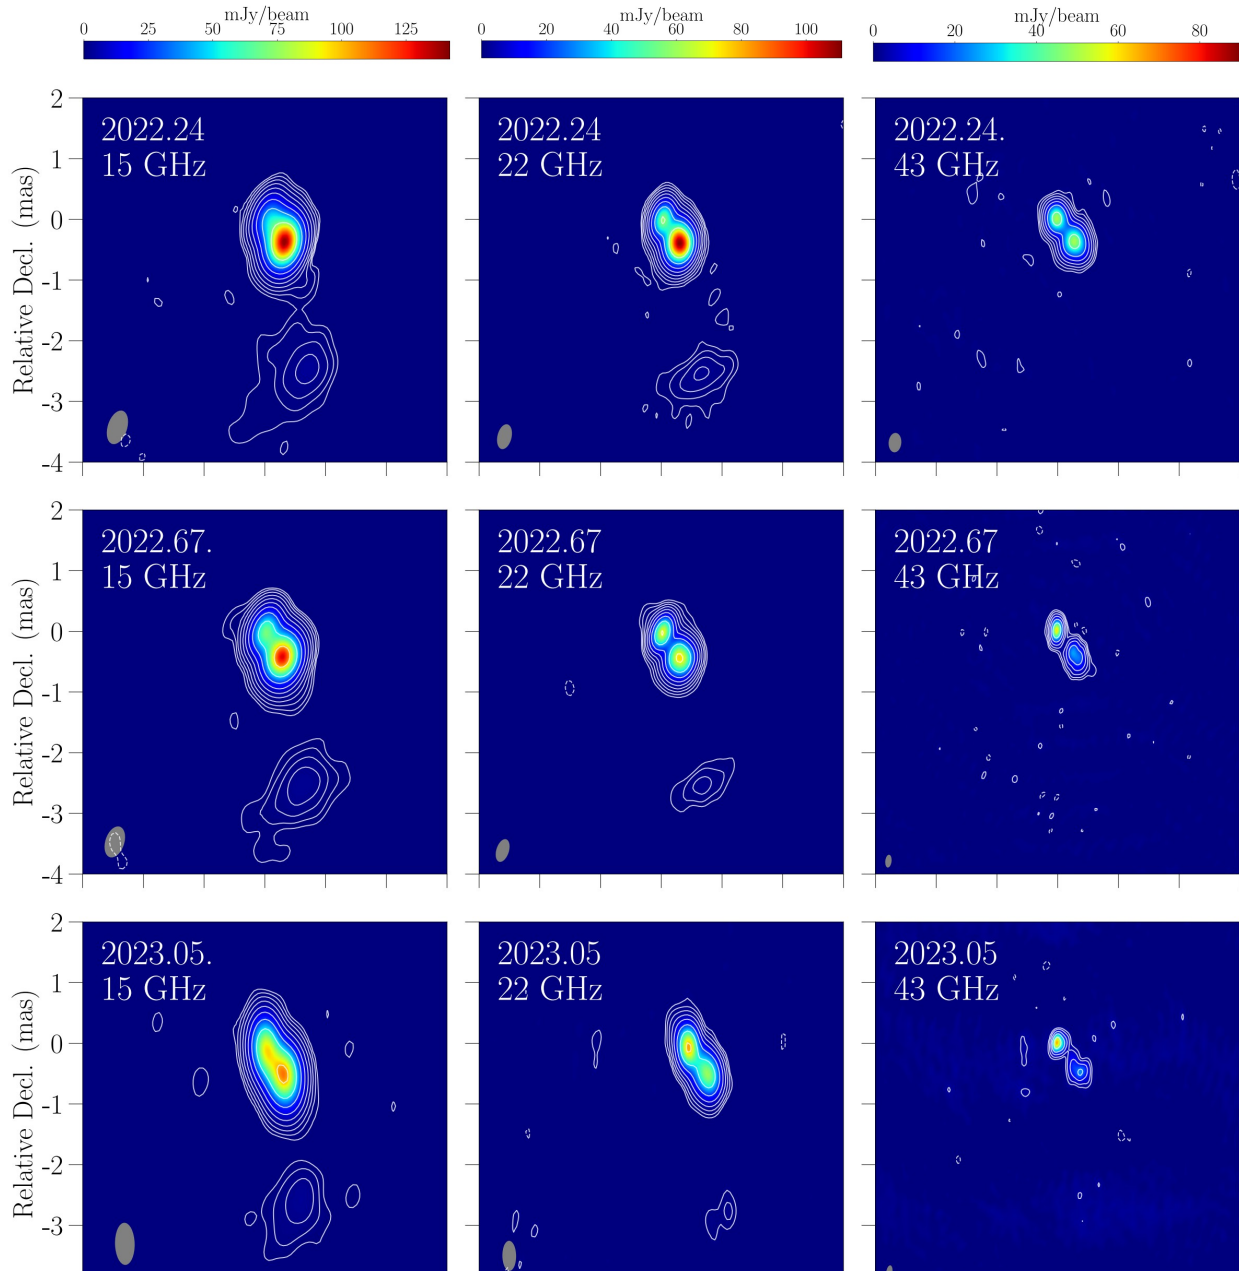 mJy/beam mJy/beam mJy/beam
0 25 50 75 100 125 0 20 40 60 80 100 0 20 40 60 80
2022.24
15 GHz
2022.24
22 GHz
2022.24.
43 GHz
Relative Decl. (mas)
2
1
0
-1
-2
-3
-4
2022.67.
15 GHz
2022.67
22 GHz
2022.67
43 GHz
Relative Decl. (mas)
2
1
0
-1
-2
-3
-4
2023.05.
15 GHz
2023.05
22 GHz
2023.05
43 GHz
Relative Decl. (mas)
2
1
0
-1
-2
-3